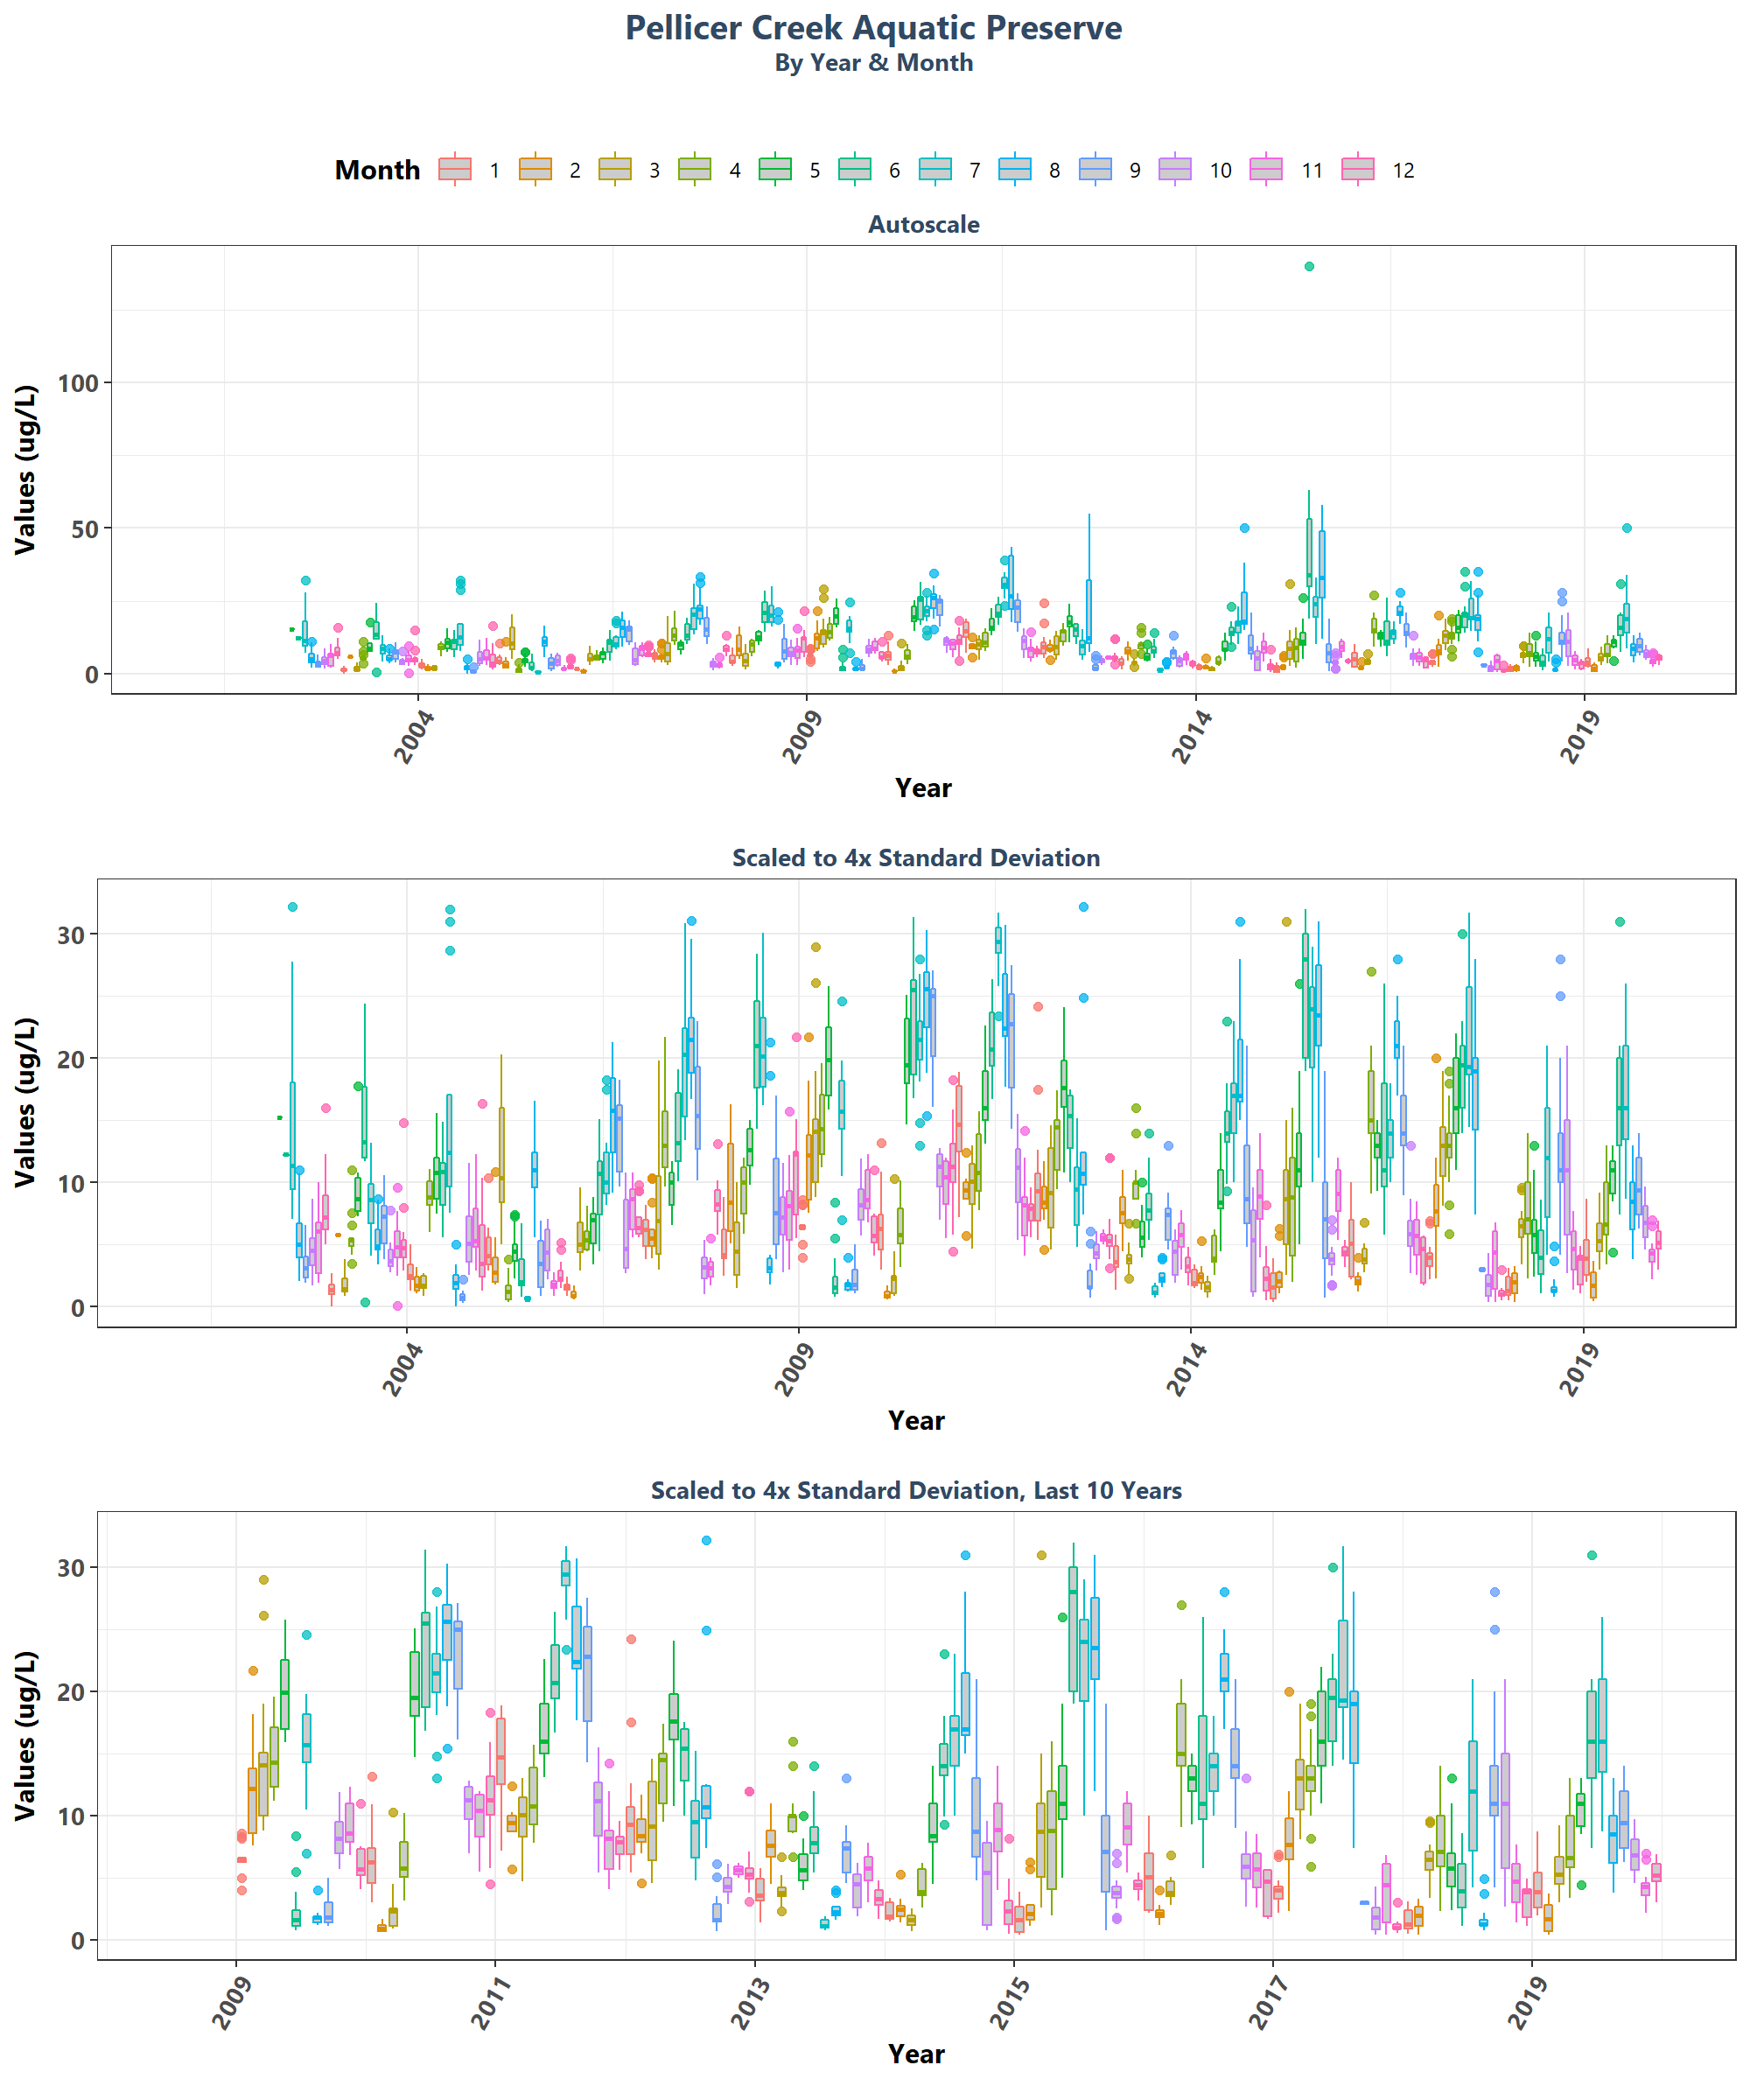 Pellicer Creek Aquatic Preserve
By Year & Month
Month 1 2 3 4 5 6 7 8 9 10 11 12
Autoscale
Values (ug/L)
100
50
0
2004 2009 2014 2019
Year
Scaled to 4x Standard Deviation
Values (ug/L)
30
20
10
0
2004 2009 2014 2019
Year
Scaled to 4x Standard Deviation, Last 10 Years
Values (ug/L)
30
20
10
0
2009 2011 2013 2015 2017 2019
Year